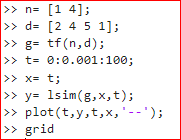 >> n= [1 4];
>> d= [2 4 5 1];
>> g= tf(n,d);
>> t= 0:0.001:100;
>> x= t;
>> y= lsim(g,x,t);
>> plot(t,y,t,x,'--');
>> grid